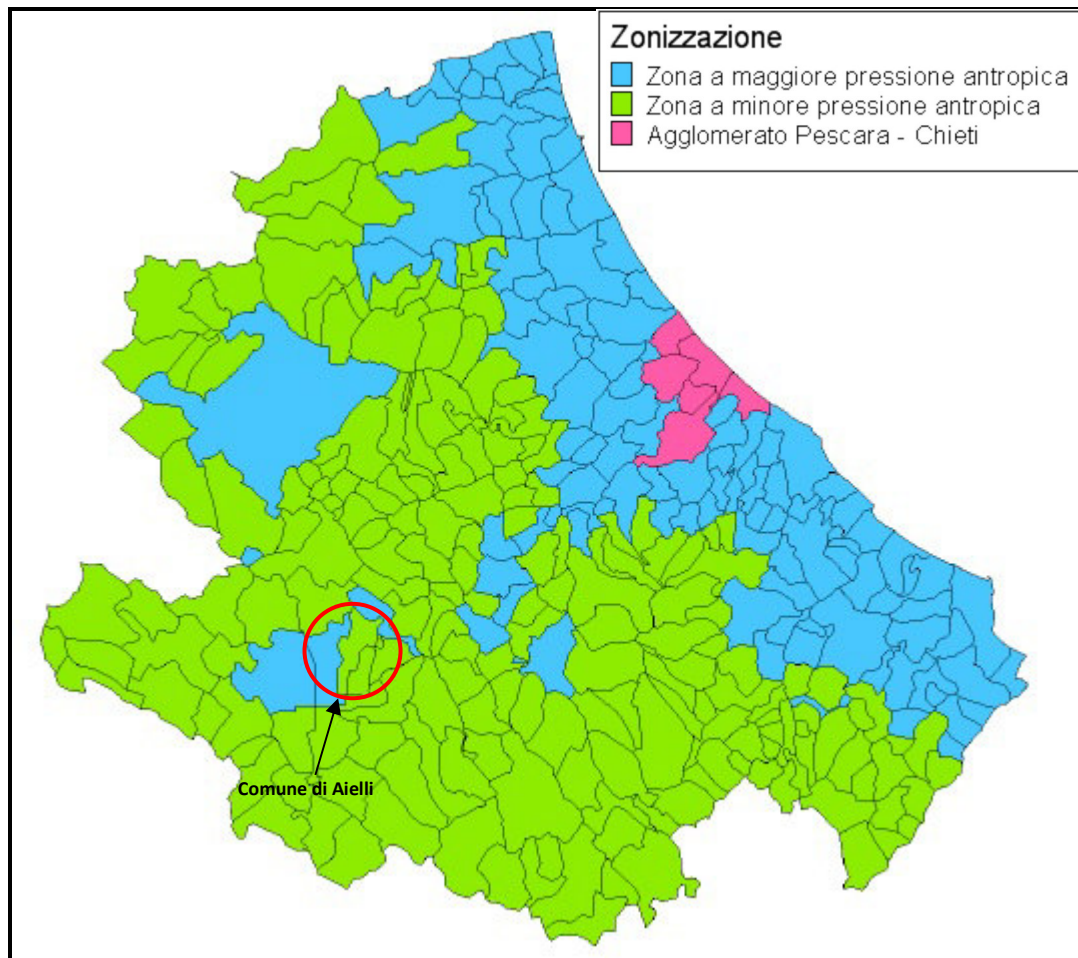 Zonizzazione
Zona a maggiore pressione antropica
Zona a minore pressione antropica
Agglomerato Pescara - Chieti
Comune di Aielli